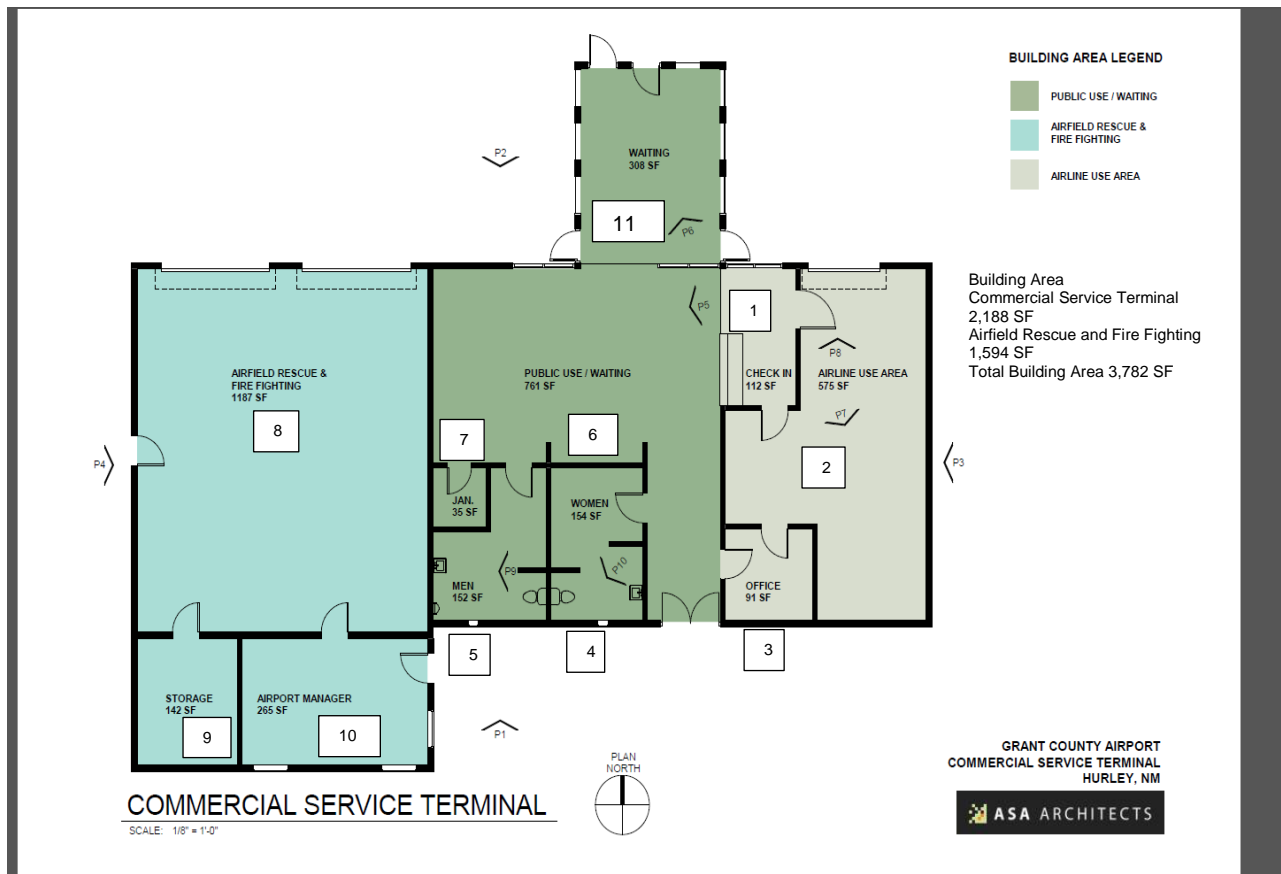 BUILDING AREA LEGEND
PUBLIC USE / WAITING
AIRFIELD RESCUE &
FIRE FIGHTING
AIRLINE USE AREA
P2
WAITING
308 SF
11
P6
Building Area
Commercial Service Terminal
2,188 SF
Airfield Rescue and Fire Fighting
1,594 SF
Total Building Area 3,782 SF
P5
1
P8
AIRFIELD RESCUE &
FIRE FIGHTING
1187 SF
8
PUBLIC USE / WAITING
761 SF
CHECK IN
112 SF
AIRLINE USE AREA
575 SF
P7
7
6
2
P4
P3
JAN.
35 SF
WOMEN
154 SF
P9
P10
MEN
152 SF
OFFICE
91 SF
5
4
3
STORAGE
142 SF
9
AIRPORT MANAGER
265 SF
10
P1
PLAN
NORTH
GRANT COUNTY AIRPORT
COMMERCIAL SERVICE TERMINAL
HURLEY, NM
COMMERCIAL SERVICE TERMINAL
SCALE: 1/8" = 1'-0"
ASA ARCHITECTS